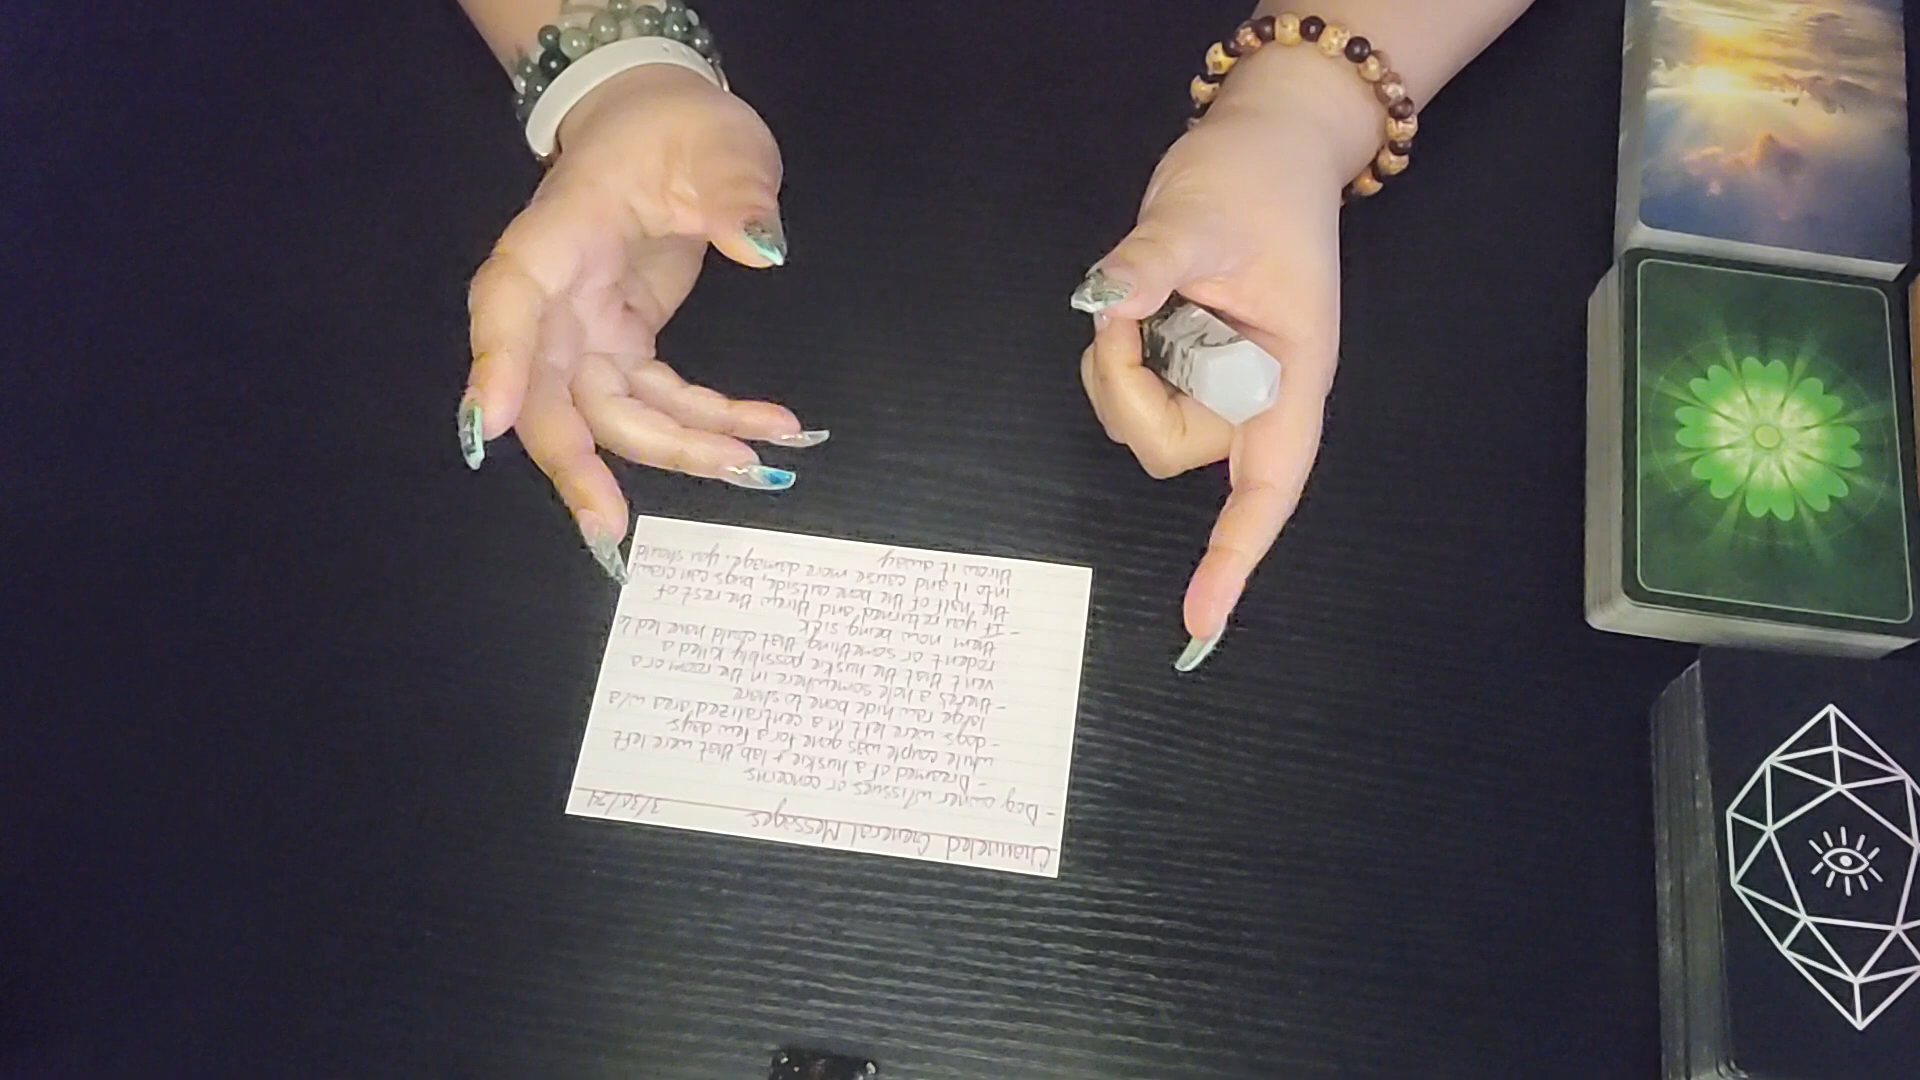 Channeled General Messages 3/30/24
- Dog owner w/issues or concerns
- Dreamed of a huskie + lab that were left
while couple was gone for a few days
- dogs were left in a centralized area w/a
large raw hide bone to share
- there's a hole somewhere in the room or a
vent that the huskie possibly killed a
rodent or something that could have led to
them now being sick
- If you returned and threw the rest of
the half of the bone outside, bugs can crawl
into it and cause more damage, you should
throw it away